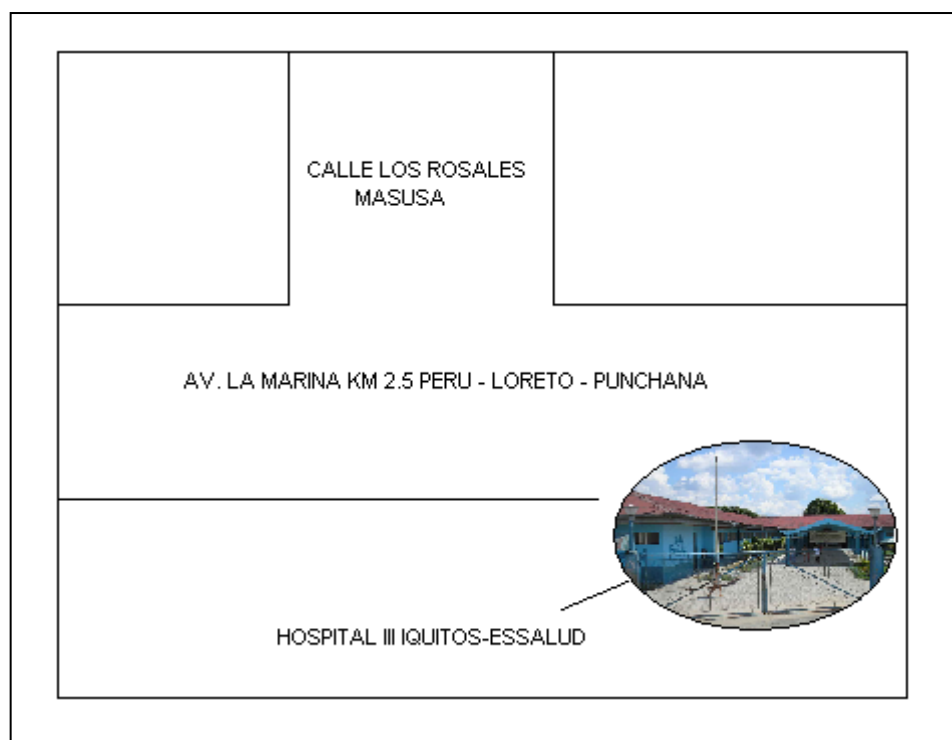 CALLE LOS ROSALES
MASUSA
AV. LA MARINA KM 2.5 PERU - LORETO - PUNCHANA
HOSPITAL III IQUITOS-ESSALUD